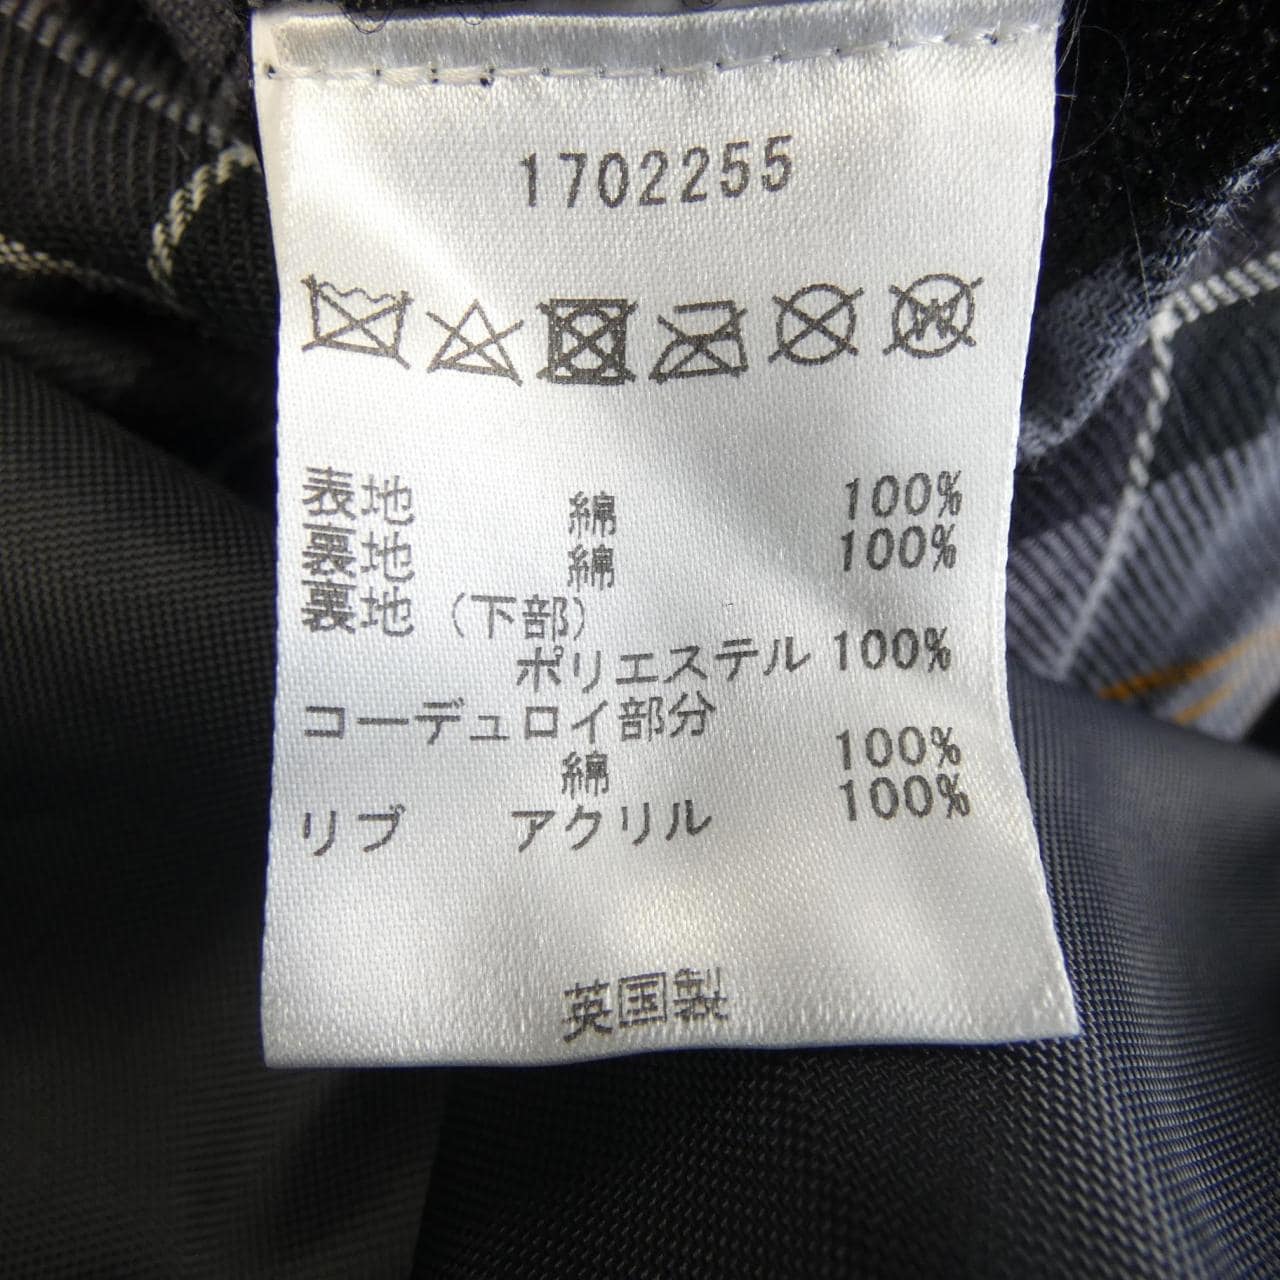 1702255
表地 綿 100%
裏地 綿 100%
裏地（下部）
ポリエステル 100%
コーデュロイ部分
綿 100%
リブ アクリル 100%
英国製